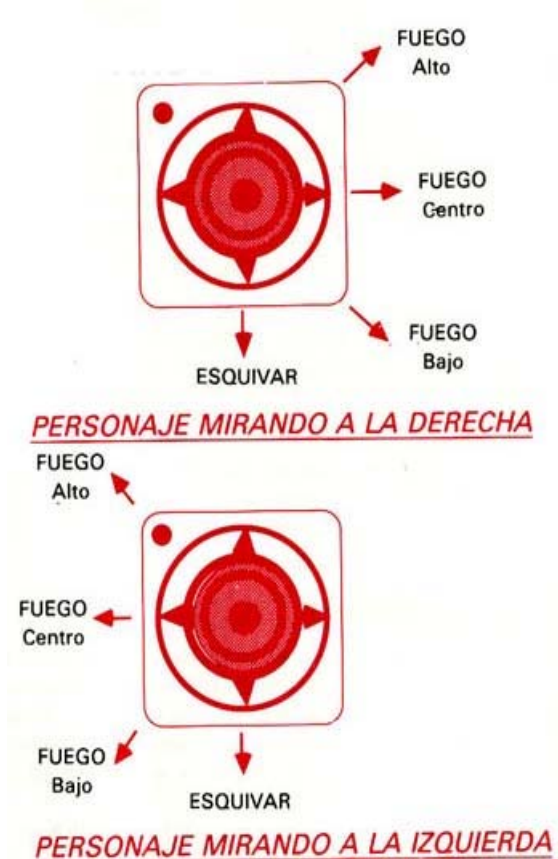 FUEGO
Alto
FUEGO
Centro
FUEGO
Bajo
ESQUIVAR
PERSONAJE MIRANDO A LA DERECHA
FUEGO
Alto
FUEGO
Centro
FUEGO
Bajo
ESQUIVAR
PERSONAJE MIRANDO A LA IZQUIERDA